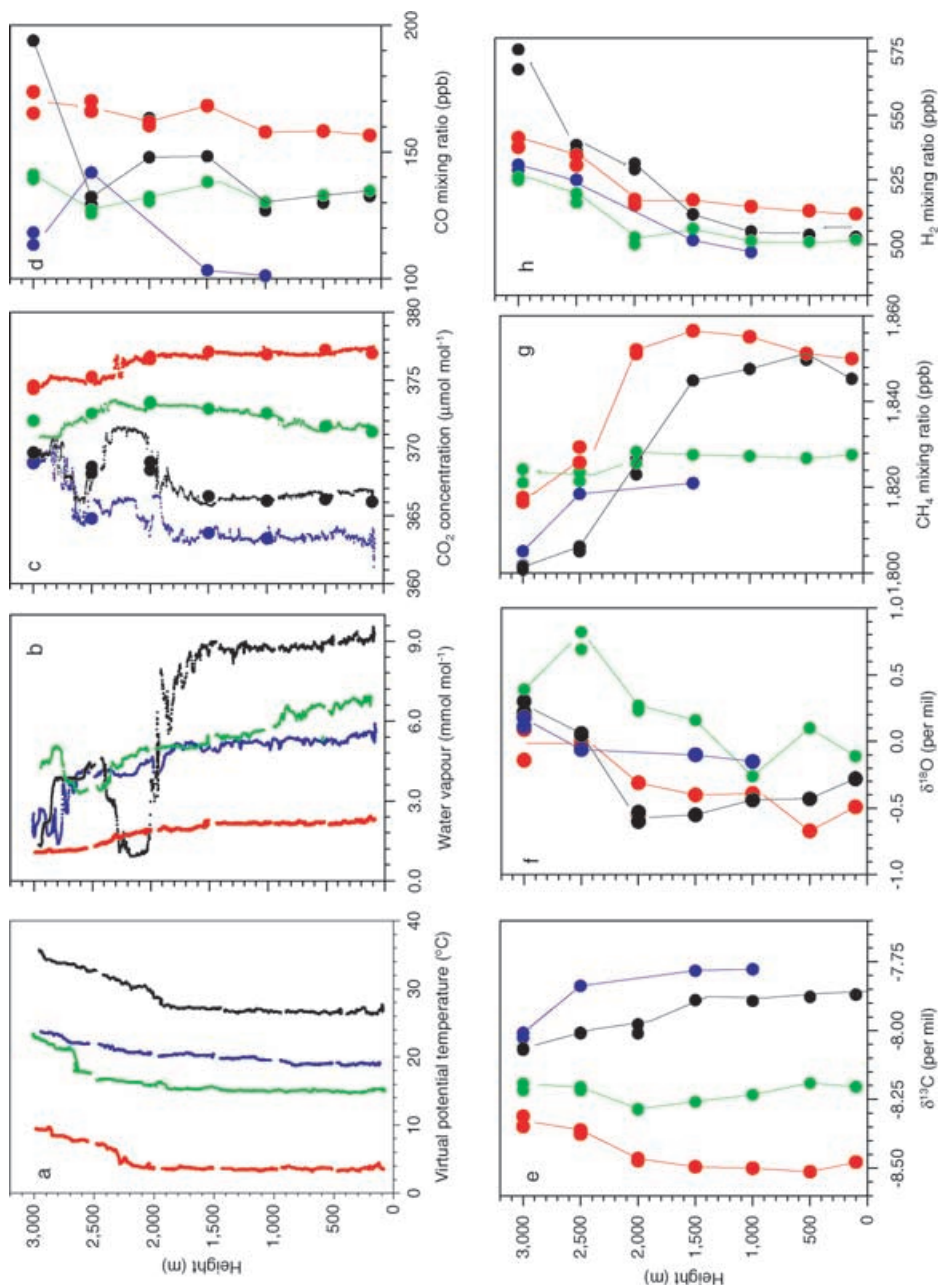 a
b
c
d
Height (m)
3,000
2,500
2,000
1,500
1,000
500
0
0 10 20 30 40
Virtual potential temperature (°C)
0.0 3.0 6.0 9.0
Water vapour (mmol mol⁻¹)
360 365 370 375 380
CO₂ concentration (μmol mol⁻¹)
100 150 200
CO mixing ratio (ppb)
e
f
g
h
Height (m)
3,000
2,500
2,000
1,500
1,000
500
0
-8.50 -8.25 -8.00 -7.75
δ¹³C (per mil)
-1.0 -0.5 0.0 0.5 1.0
δ¹⁸O (per mil)
1,800 1,820 1,840 1,860
CH₄ mixing ratio (ppb)
500 525 550 575
H₂ mixing ratio (ppb)